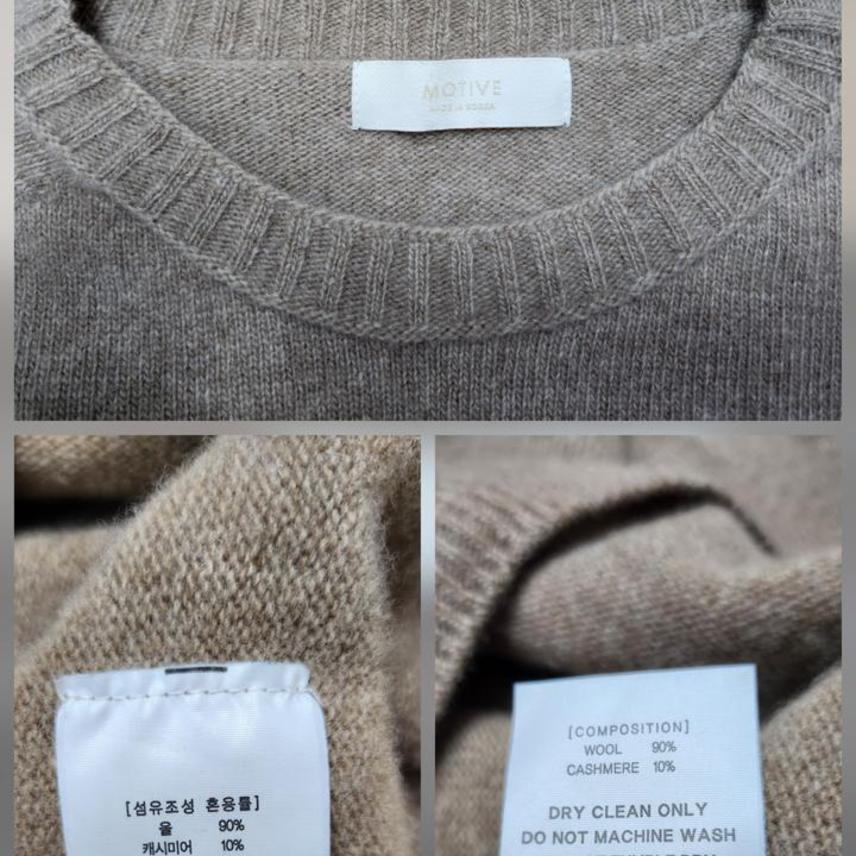 MOTIVE
MADE IN KOREA
[섬유조성 혼용률]
울 90%
캐시미어 10%
[COMPOSITION]
WOOL 90%
CASHMERE 10%
DRY CLEAN ONLY
DO NOT MACHINE WASH